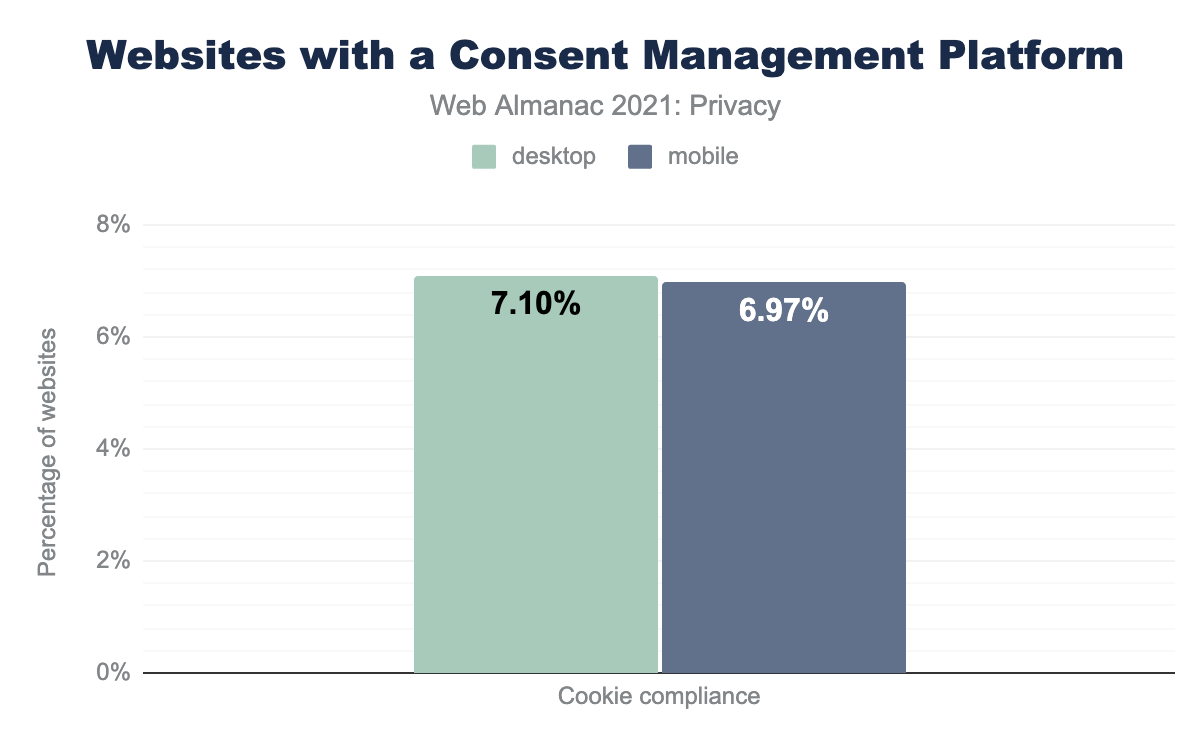 Websites with a Consent Management Platform
Web Almanac 2021: Privacy
desktop
mobile
8%
6%
4%
2%
0%
Percentage of websites
7.10%
6.97%
Cookie compliance